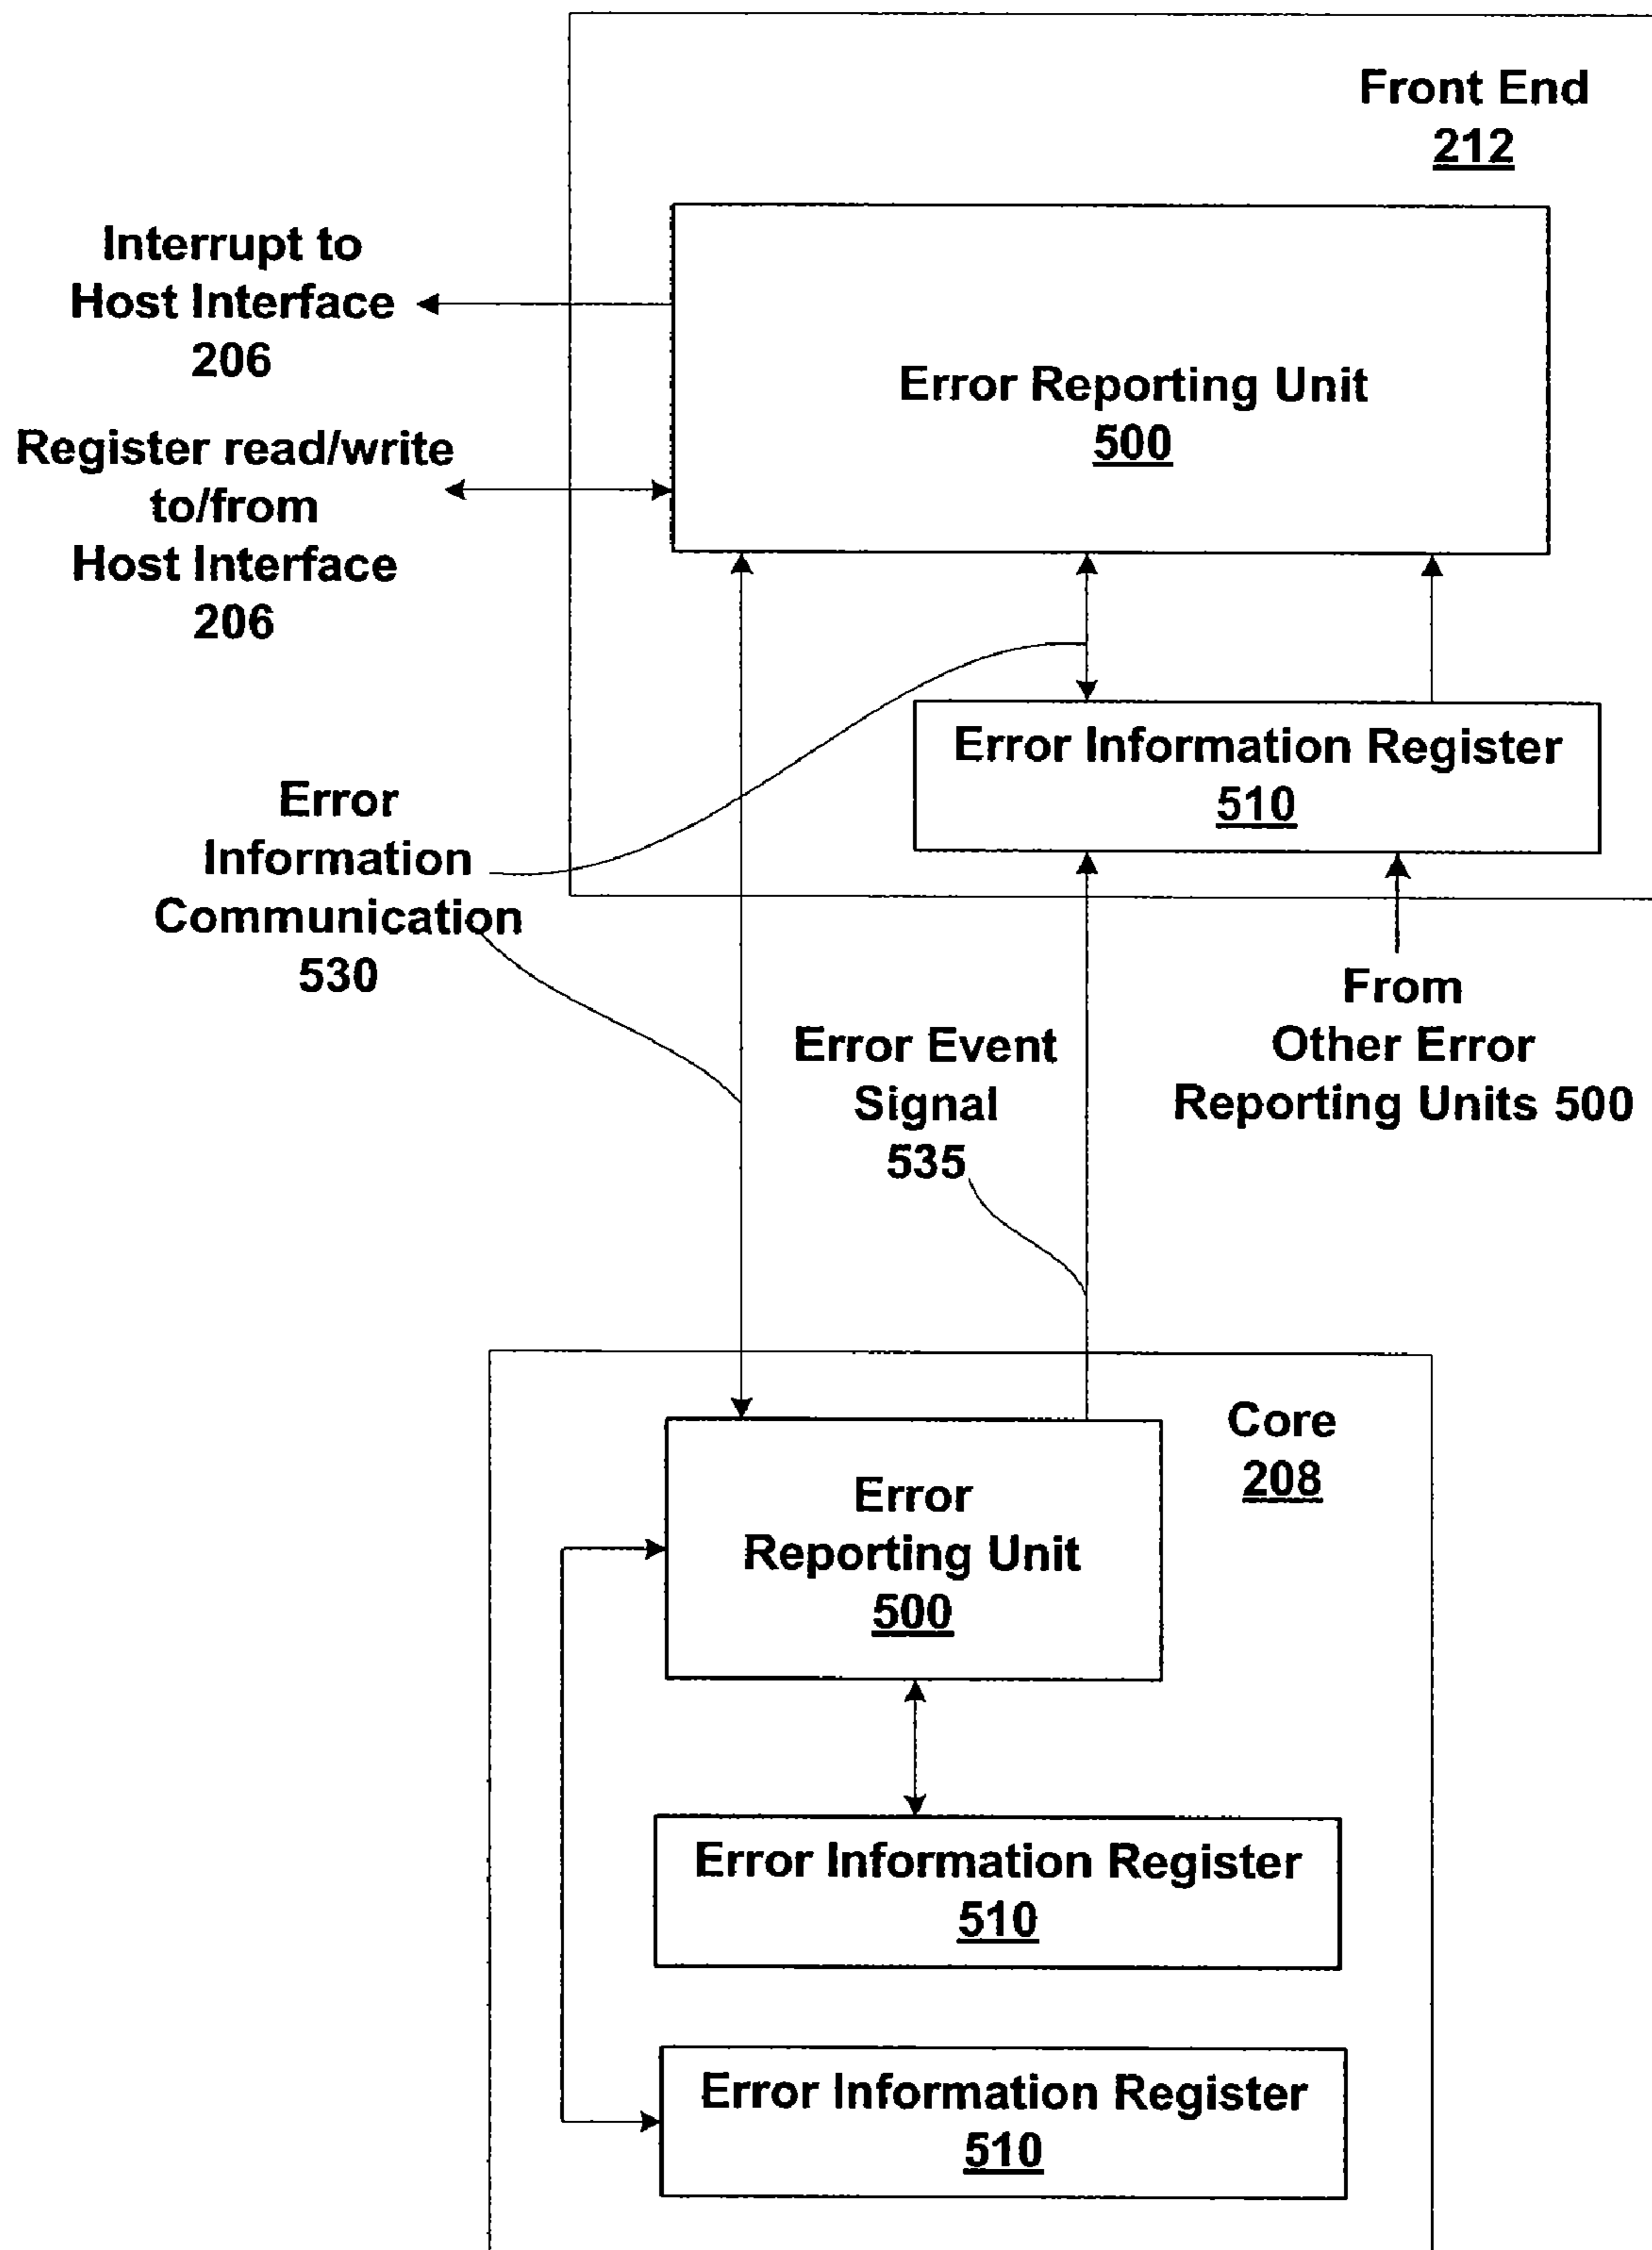 Front End
212
Interrupt to
Host Interface
206
Error Reporting Unit
500
Register read/write
to/from
Host Interface
206
Error Information Register
510
Error
Information
Communication
530
From
Other Error
Reporting Units 500
Error Event
Signal
535
Core
208
Error
Reporting Unit
500
Error Information Register
510
Error Information Register
510